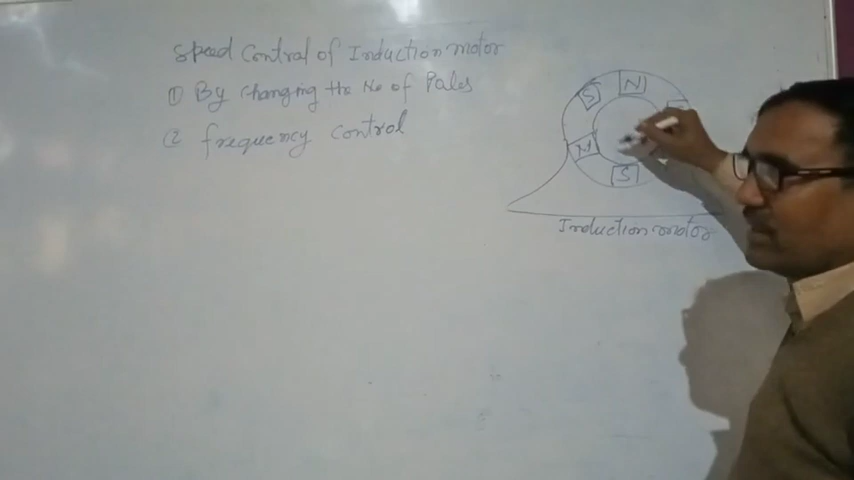 Speed Control of Induction motor
① By Changing the No of Poles
② frequency control
N
S
N
S
Induction motor